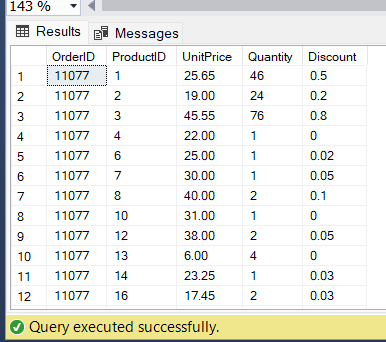 143 %
Results Messages
OrderID ProductID UnitPrice Quantity Discount
1 11077 1 25.65 46 0.5
2 11077 2 19.00 24 0.2
3 11077 3 45.55 76 0.8
4 11077 4 22.00 1 0
5 11077 6 25.00 1 0.02
6 11077 7 30.00 1 0.05
7 11077 8 40.00 2 0.1
8 11077 10 31.00 1 0
9 11077 12 38.00 2 0.05
10 11077 13 6.00 4 0
11 11077 14 23.25 1 0.03
12 11077 16 17.45 2 0.03
Query executed successfully.